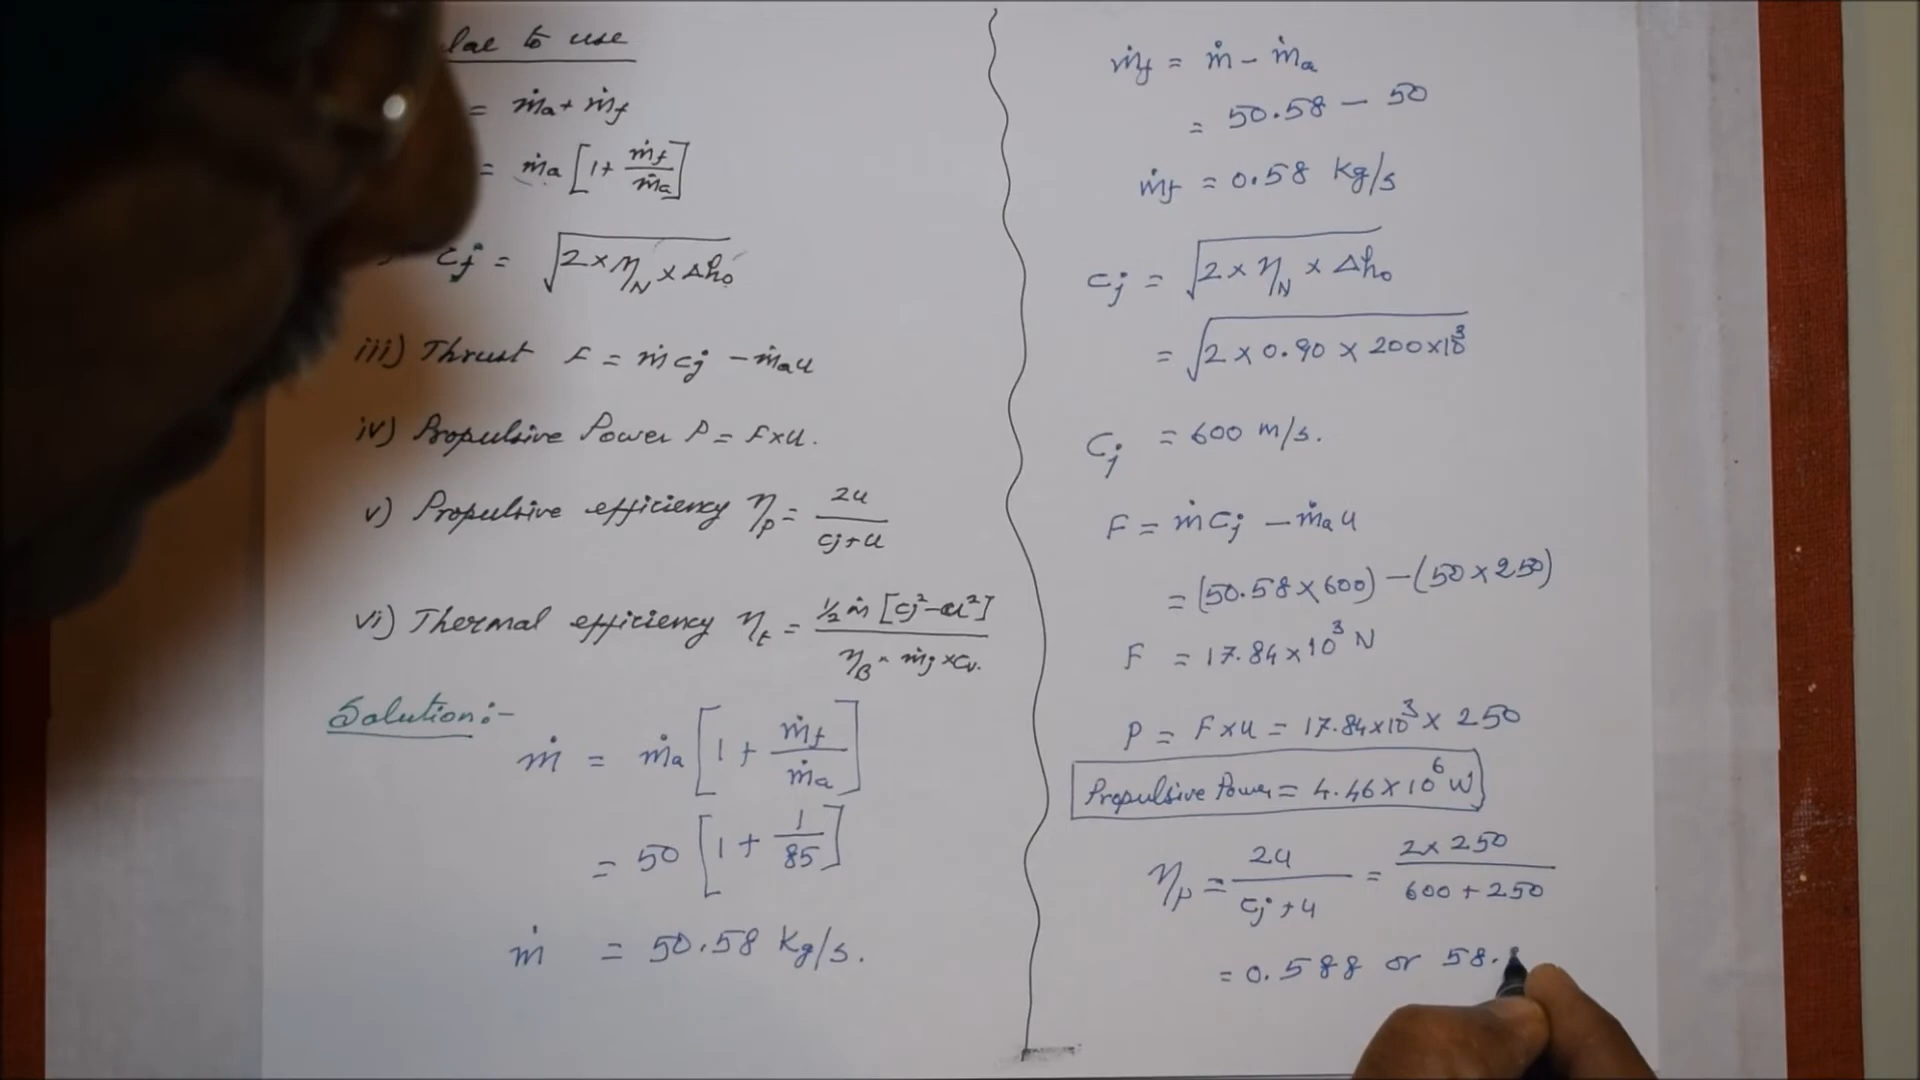 lae to use
= ṁa + ṁf
= ṁa [1 + ṁf/ṁa]
cj = √(2 × ηN × Δh₀)
iii) Thrust F = ṁ cj − ṁa u
iv) Propulsive Power P = F × u.
v) Propulsive efficiency ηp = 2u/(cj + u)
vi) Thermal efficiency ηt = ½ ṁ [cj² − u²] / ηB × ṁf × Cv.
Solution:-
ṁ = ṁa [1 + ṁf/ṁa]
= 50 [1 + 1/85]
ṁ = 50.58 Kg/s.
ṁf = ṁ − ṁa
= 50.58 − 50
ṁf = 0.58 Kg/s
cj = √(2 × ηN × Δh₀)
= √(2 × 0.90 × 200 × 10³)
Cj = 600 m/s.
F = ṁ Cj − ṁa u
= (50.58 × 600) − (50 × 250)
F = 17.84 × 10³ N
P = F × u = 17.84 × 10³ × 250
Propulsive Power = 4.46 × 10⁶ W
ηp = 2u/(cj + u) = 2 × 250/(600 + 250)
= 0.588 or 58.